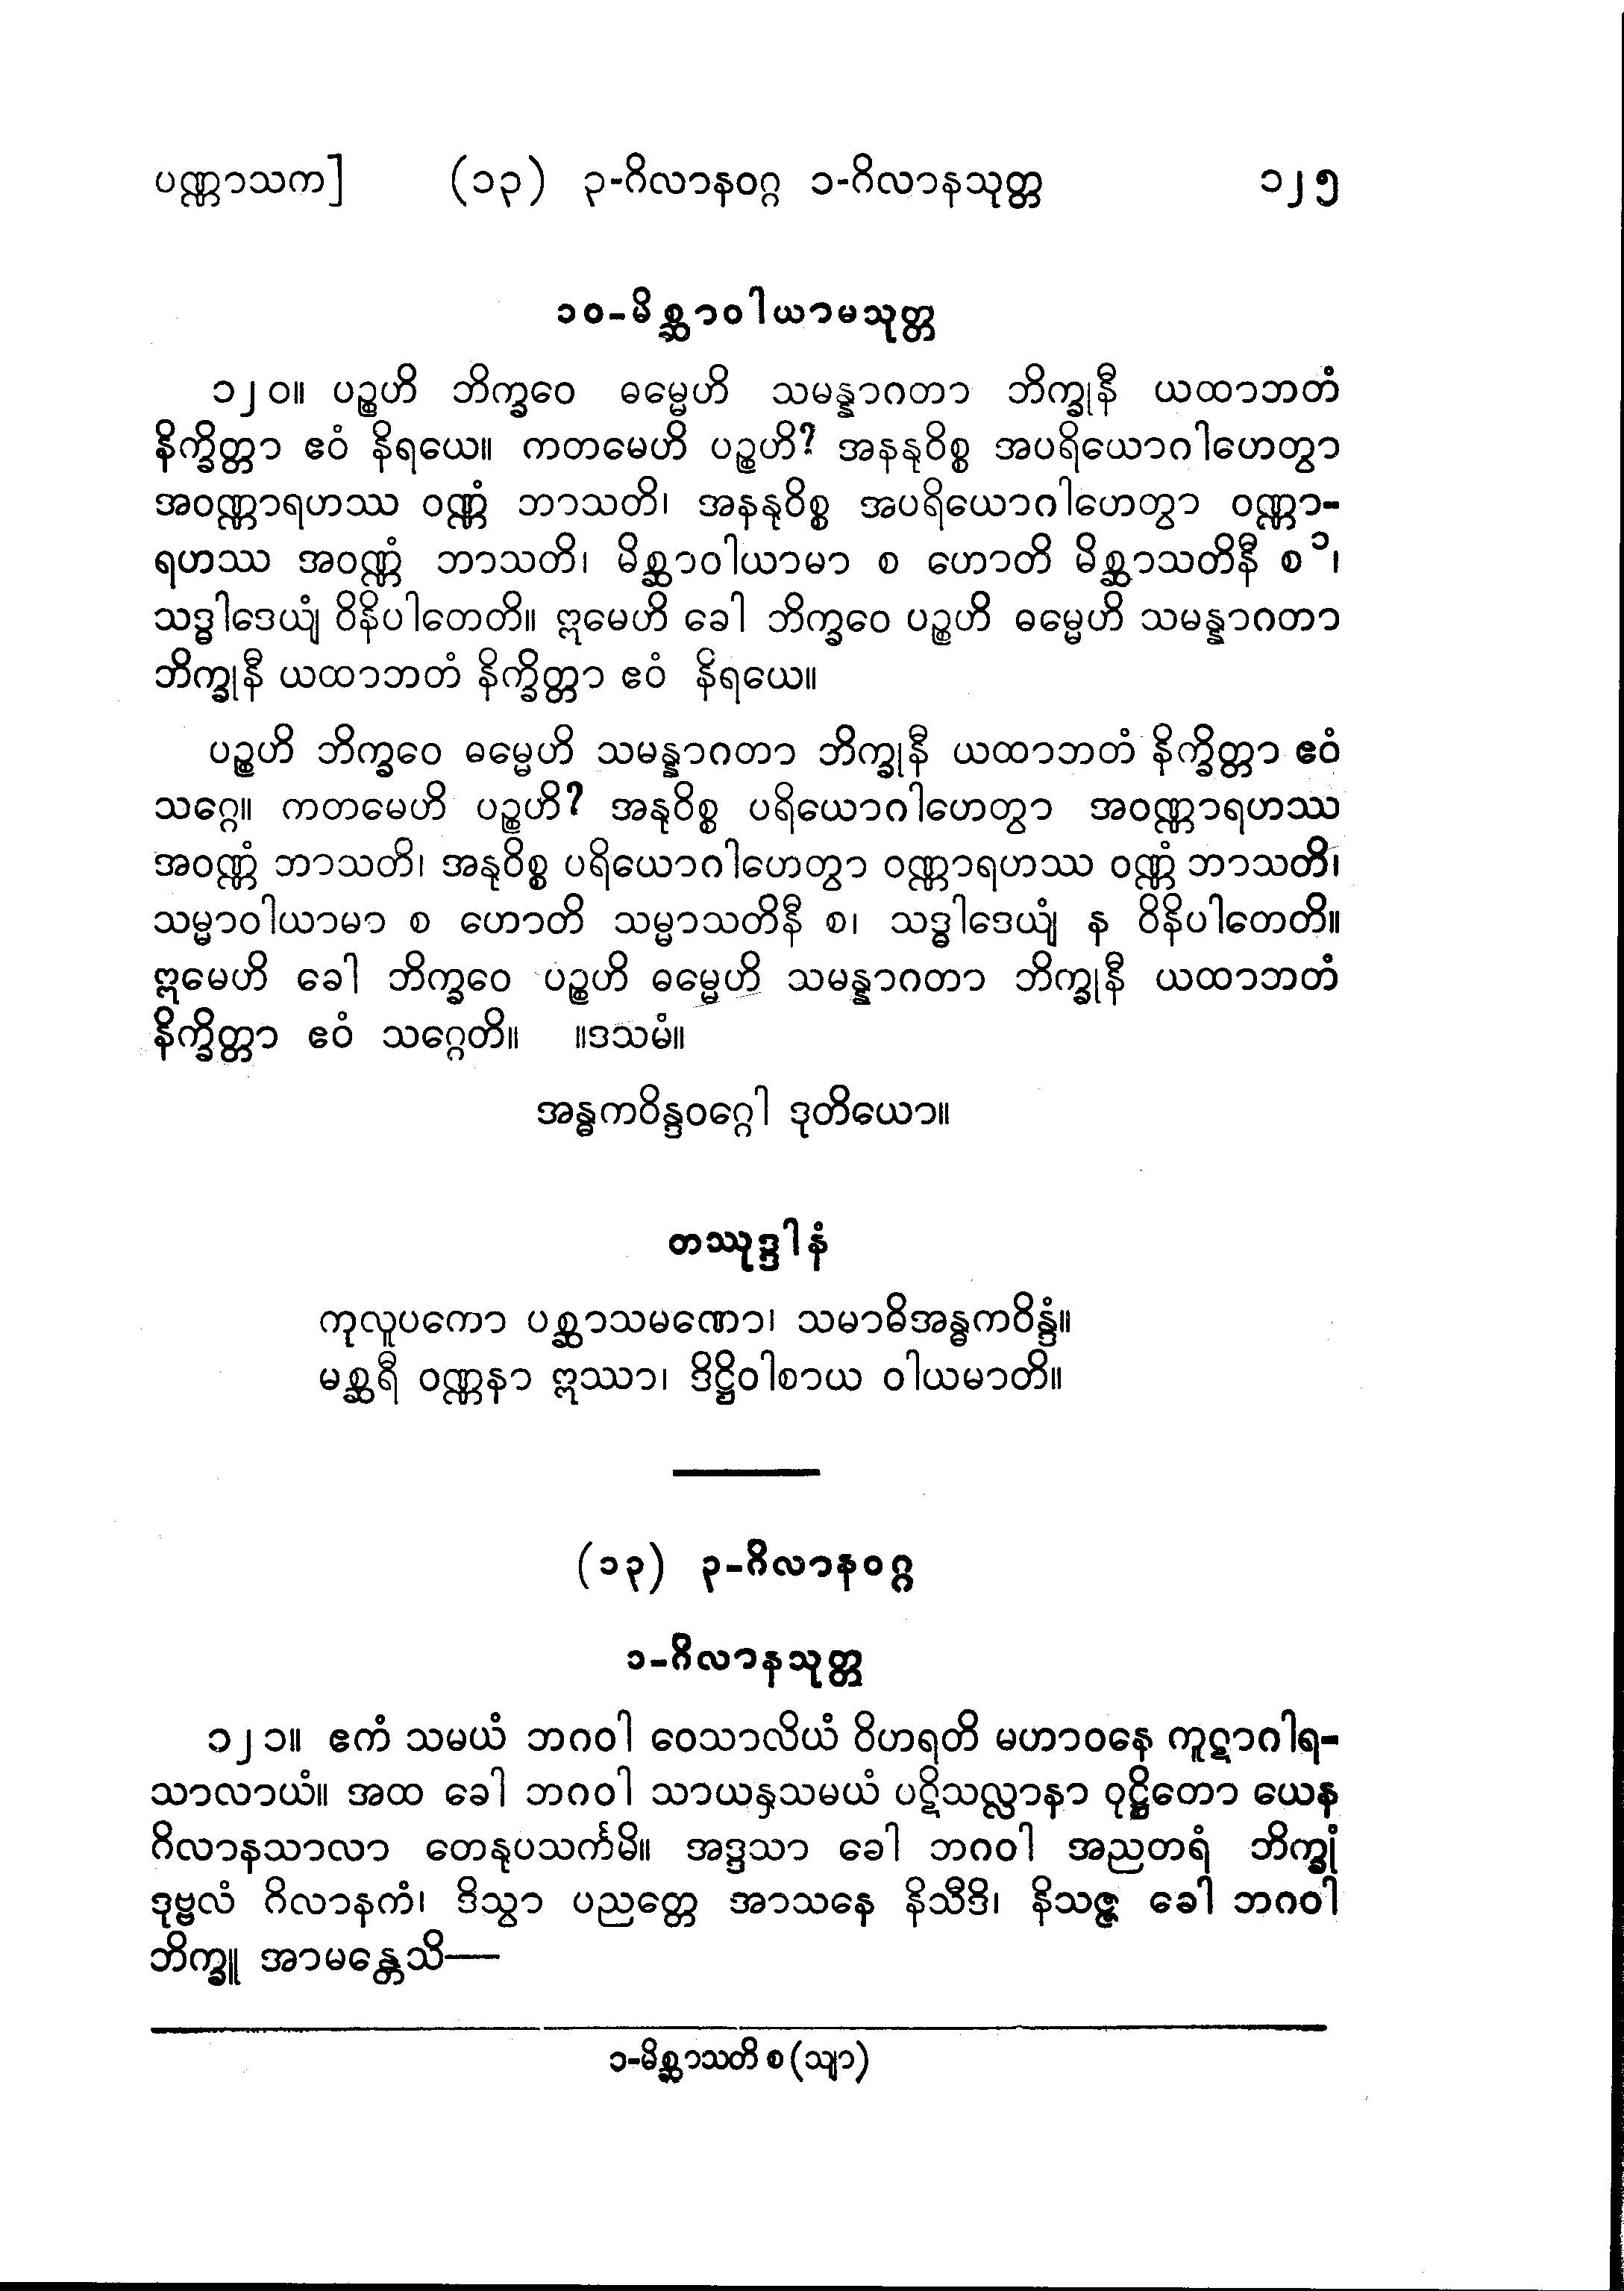 ပဏ္ဏာသက] (၁၃) ၃-ဂိလာနဝဂ္ဂ ၁-ဂိလာနသုတ္တ ၁၂၅
၁၀-မိစ္ဆာဝါယာမသုတ္တ
၁၂၀။ ပဉ္စဟိ ဘိက္ခဝေ ဓမ္မေဟိ သမန္နာဂတာ ဘိက္ခုနီ ယထာဘတံ
နိက္ခိတ္တာ ဧဝံ နိရယေ။ ကတမေဟိ ပဉ္စဟိ? အနနုဝိစ္စ အပရိယောဂါဟေတွာ
အဝဏ္ဏာရဟဿ ဝဏ္ဏံ ဘာသတိ၊ အနနုဝိစ္စ အပရိယောဂါဟေတွာ ဝဏ္ဏာ-
ရဟဿ အဝဏ္ဏံ ဘာသတိ၊ မိစ္ဆာဝါယာမာ စ ဟောတိ မိစ္ဆာသတိနီ စ ၁၊
သဒ္ဓါဒေယျံ ဝိနိပါတေတိ။ ဣမေဟိ ခေါ ဘိက္ခဝေ ပဉ္စဟိ ဓမ္မေဟိ သမန္နာဂတာ
ဘိက္ခုနီ ယထာဘတံ နိက္ခိတ္တာ ဧဝံ နိရယေ။
ပဉ္စဟိ ဘိက္ခဝေ ဓမ္မေဟိ သမန္နာဂတာ ဘိက္ခုနီ ယထာဘတံ နိက္ခိတ္တာ ဧဝံ
သဂ္ဂေ။ ကတမေဟိ ပဉ္စဟိ? အနုဝိစ္စ ပရိယောဂါဟေတွာ အဝဏ္ဏာရဟဿ
အဝဏ္ဏံ ဘာသတိ၊ အနုဝိစ္စ ပရိယောဂါဟေတွာ ဝဏ္ဏာရဟဿ ဝဏ္ဏံ ဘာသတိ၊
သမ္မာဝါယာမာ စ ဟောတိ သမ္မာသတိနီ စ၊ သဒ္ဓါဒေယျံ န ဝိနိပါတေတိ။
ဣမေဟိ ခေါ ဘိက္ခဝေ ပဉ္စဟိ ဓမ္မေဟိ သမန္နာဂတာ ဘိက္ခုနီ ယထာဘတံ
နိက္ခိတ္တာ ဧဝံ သဂ္ဂေတိ။ ။ဒသမံ။
အန္ဓကဝိန္ဒဝဂ္ဂေါ ဒုတိယော။
တဿုဒ္ဒါနံ
ကုလူပကော ပစ္ဆာသမဏော၊ သမာဓိအန္ဓကဝိန္ဒံ။
မစ္ဆရီ ဝဏ္ဏနာ ဣဿာ၊ ဒိဋ္ဌိဝါစာယ ဝါယမာတိ။
(၁၃) ၃-ဂိလာနဝဂ္ဂ
၁-ဂိလာနသုတ္တ
၁၂၁။ ဧကံ သမယံ ဘဂဝါ ဝေသာလိယံ ဝိဟရတိ မဟာဝနေ ကူဋာဂါရ-
သာလာယံ။ အထ ခေါ ဘဂဝါ သာယနှသမယံ ပဋိသလ္လာနာ ဝုဋ္ဌိတော ယေန
ဂိလာနသာလာ တေနုပသင်္ကမိ။ အဒ္ဒသာ ခေါ ဘဂဝါ အညတရံ ဘိက္ခုံ
ဒုဗ္ဗလံ ဂိလာနကံ၊ ဒိသွာ ပညတ္တေ အာသနေ နိသီဒိ၊ နိသဇ္ဇ ခေါ ဘဂဝါ
ဘိက္ခူ အာမန္တေသိ—
၁-မိစ္ဆာသတိ စ (သျာ)